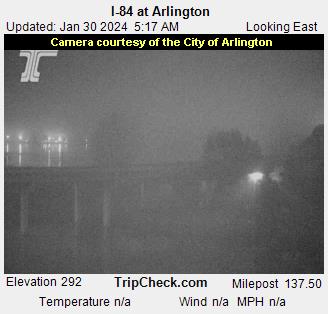 I-84 at Arlington
Updated: Jan 30 2024 5:17 AM Looking East
Camera courtesy of the City of Arlington
Elevation 292 TripCheck.com Milepost 137.50
Temperature n/a Wind n/a MPH n/a